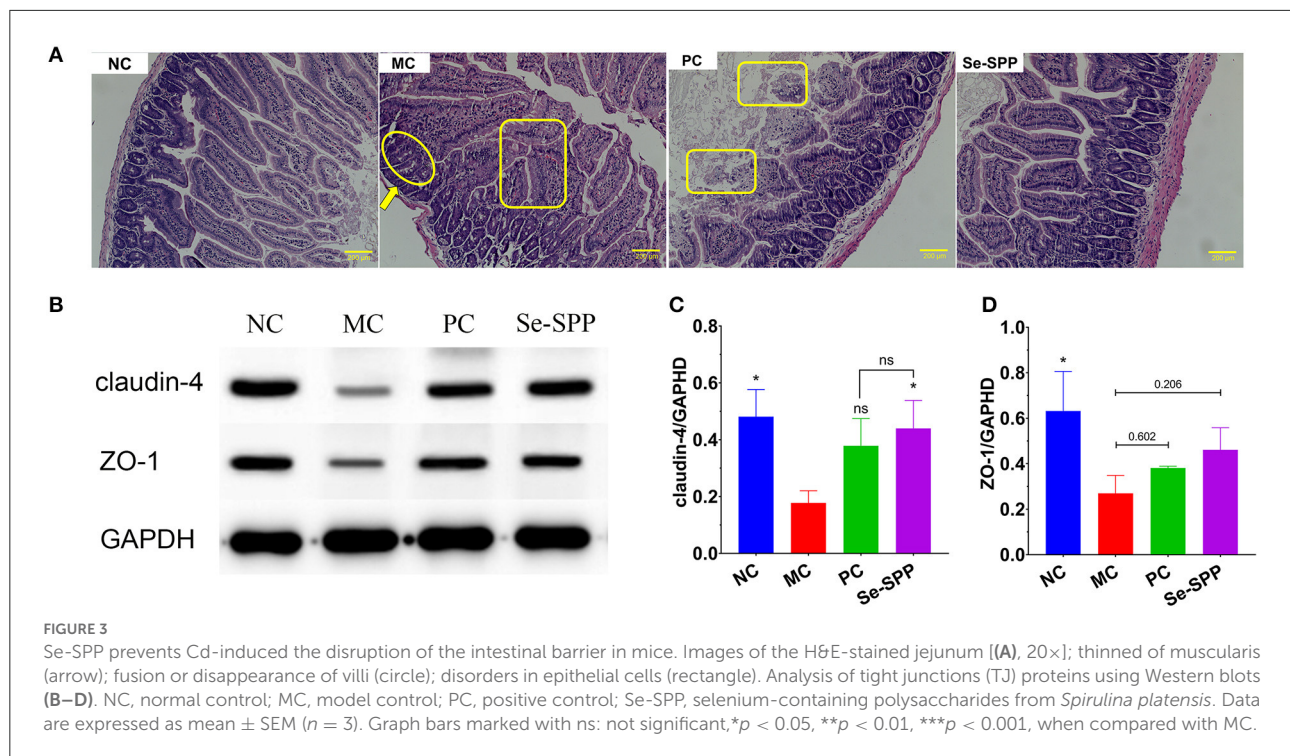 A
NC
MC
PC
Se-SPP
200 μm
200 μm
200 μm
200 μm
B
NC MC PC Se-SPP
claudin-4
ZO-1
GAPDH
C
claudin-4/GAPHD
0.8
0.6
0.4
0.2
0.0
*
ns
ns
*
NC
MC
PC
Se-SPP
D
ZO-1/GAPHD
1.0
0.8
0.6
0.4
0.2
0.0
*
0.206
0.602
NC
MC
PC
Se-SPP
FIGURE 3
Se-SPP prevents Cd-induced the disruption of the intestinal barrier in mice. Images of the H&E-stained jejunum [(A), 20×]; thinned of muscularis
(arrow); fusion or disappearance of villi (circle); disorders in epithelial cells (rectangle). Analysis of tight junctions (TJ) proteins using Western blots
(B–D). NC, normal control; MC, model control; PC, positive control; Se-SPP, selenium-containing polysaccharides from Spirulina platensis. Data
are expressed as mean ± SEM (n = 3). Graph bars marked with ns: not significant,*p < 0.05, **p < 0.01, ***p < 0.001, when compared with MC.